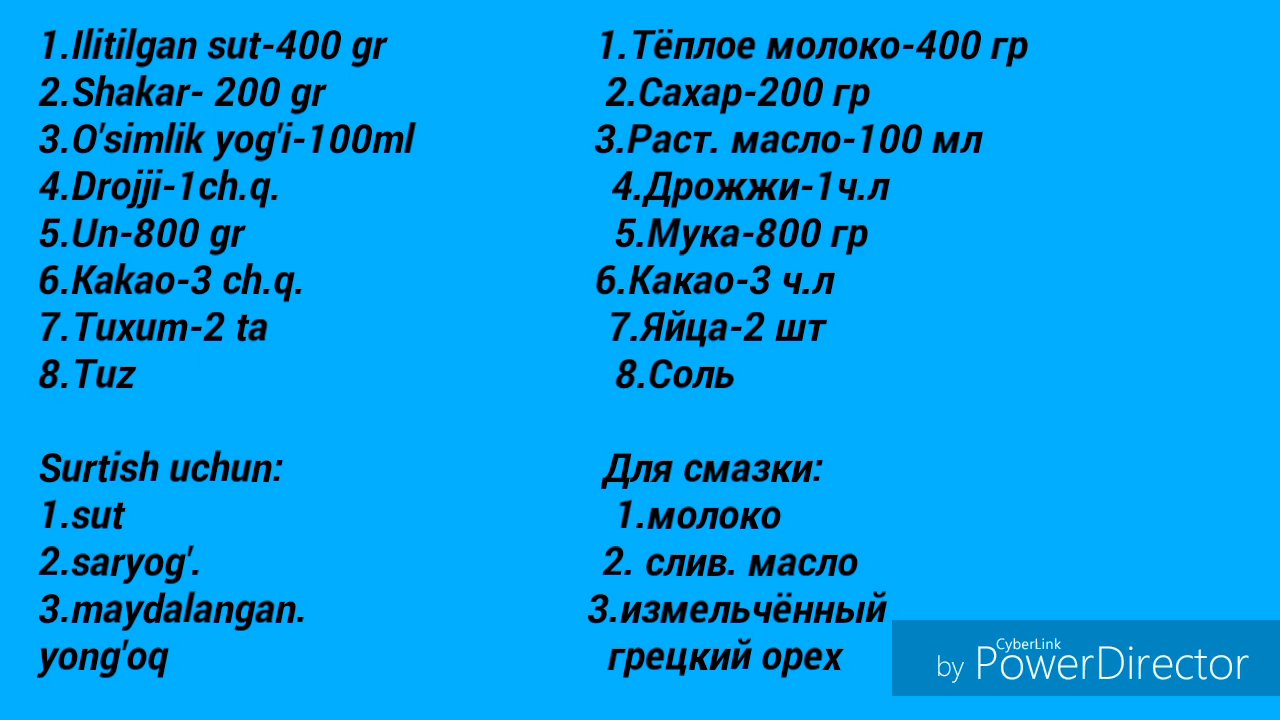 1.Ilitilgan sut-400 gr
2.Shakar- 200 gr
3.O'simlik yog'i-100ml
4.Drojji-1ch.q.
5.Un-800 gr
6.Kakao-3 ch.q.
7.Tuxum-2 ta
8.Tuz
Surtish uchun:
1.sut
2.saryog'.
3.maydalangan.
yong'oq
1.Тёплое молоко-400 гр
2.Сахар-200 гр
3.Раст. масло-100 мл
4.Дрожжи-1ч.л
5.Мука-800 гр
6.Какао-3 ч.л
7.Яйца-2 шт
8.Соль
Для смазки:
1.молоко
2. слив. масло
3.измельчённый
грецкий орех
CyberLink
by PowerDirector